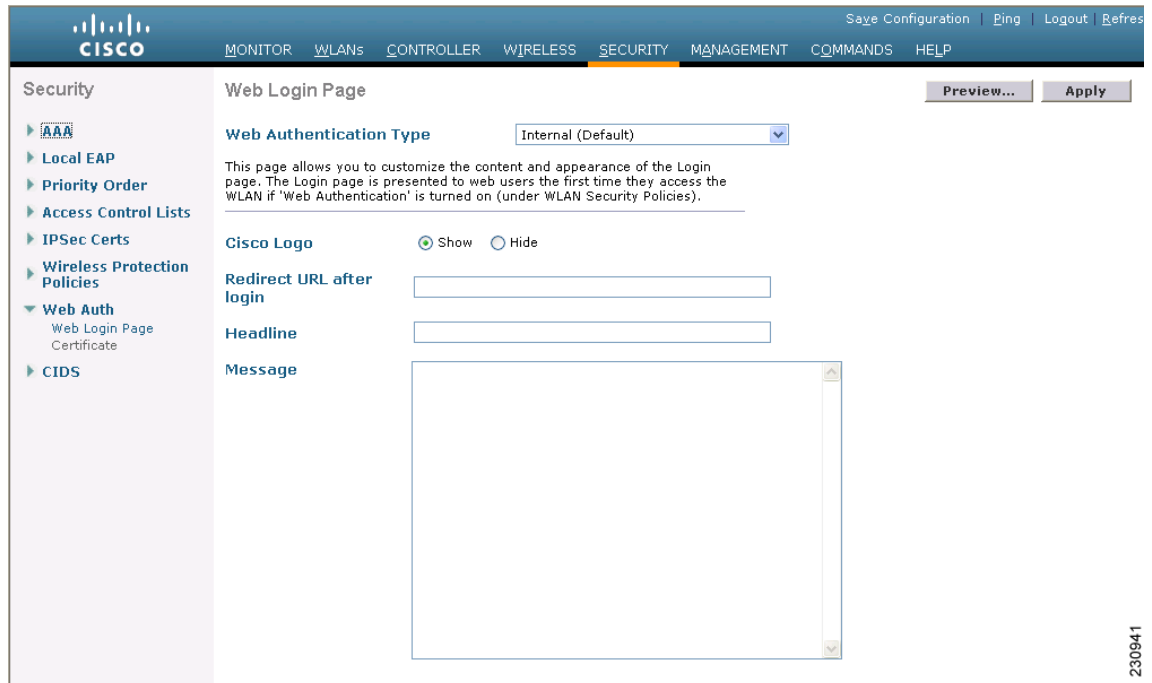 Save Configuration | Ping | Logout | Refres
CISCO
MONITOR WLANs CONTROLLER WIRELESS SECURITY MANAGEMENT COMMANDS HELP
Security
AAA
Local EAP
Priority Order
Access Control Lists
IPSec Certs
Wireless Protection
Policies
Web Auth
Web Login Page
Certificate
CIDS
Web Login Page
Preview... Apply
Web Authentication Type Internal (Default)
This page allows you to customize the content and appearance of the Login
page. The Login page is presented to web users the first time they access the
WLAN if 'Web Authentication' is turned on (under WLAN Security Policies).
Cisco Logo Show Hide
Redirect URL after
login
Headline
Message
230941